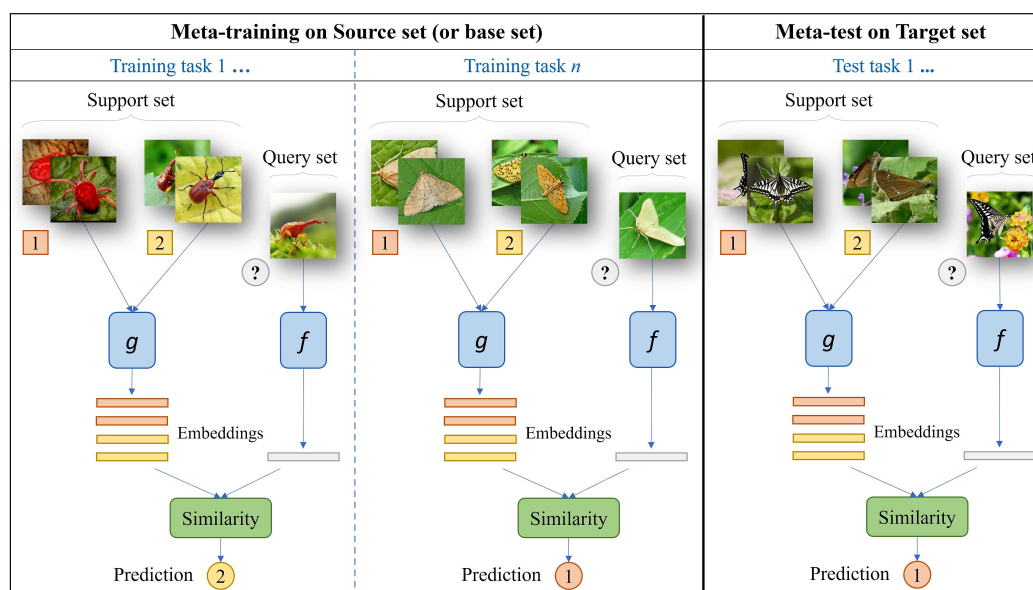 Meta-training on Source set (or base set)
Meta-test on Target set
Training task 1 ...
Training task n
Test task 1 ...
Support set
Query set
1
2
?
g
f
Embeddings
Similarity
Prediction 2
Support set
Query set
1
2
?
g
f
Embeddings
Similarity
Prediction 1
Support set
Query set
1
2
?
g
f
Embeddings
Similarity
Prediction 1